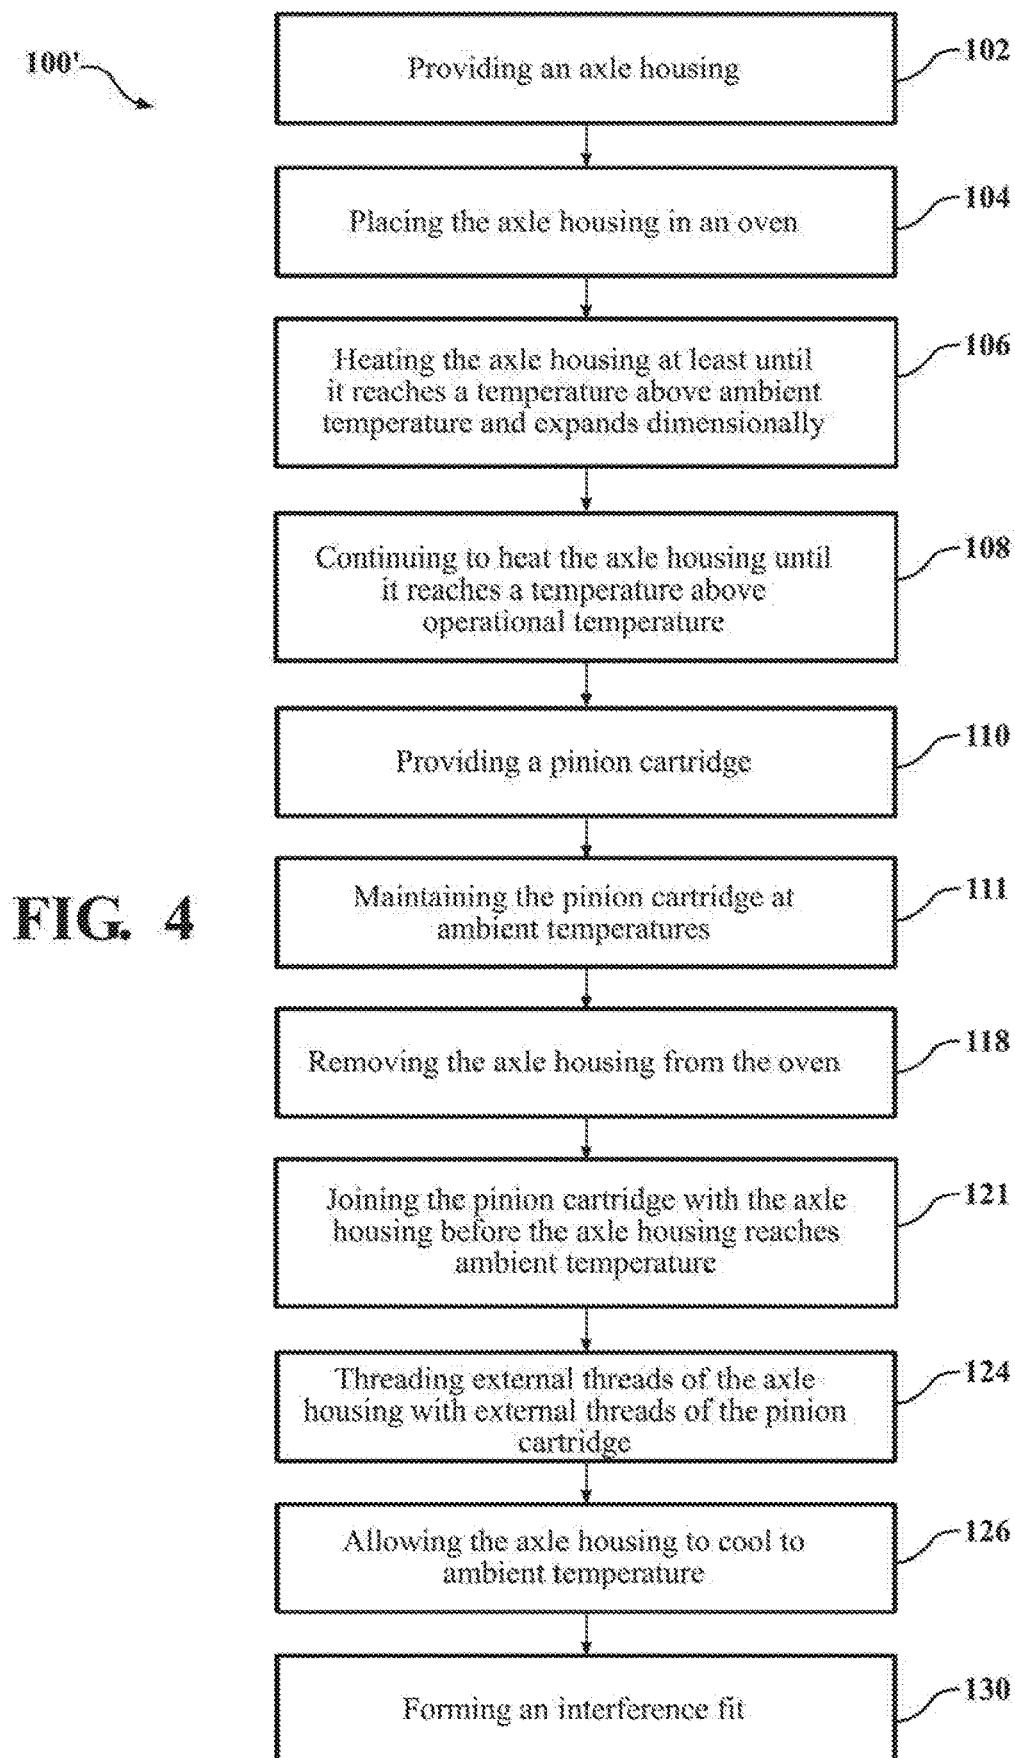 100'
Providing an axle housing
102
Placing the axle housing in an oven
104
Heating the axle housing at least until
it reaches a temperature above ambient
temperature and expands dimensionally
106
Continuing to heat the axle housing until
it reaches a temperature above
operational temperature
108
Providing a pinion cartridge
110
Maintaining the pinion cartridge at
ambient temperatures
111
FIG. 4
Removing the axle housing from the oven
118
Joining the pinion cartridge with the axle
housing before the axle housing reaches
ambient temperature
121
Threading external threads of the axle
housing with external threads of the pinion
cartridge
124
Allowing the axle housing to cool to
ambient temperature
126
Forming an interference fit
130